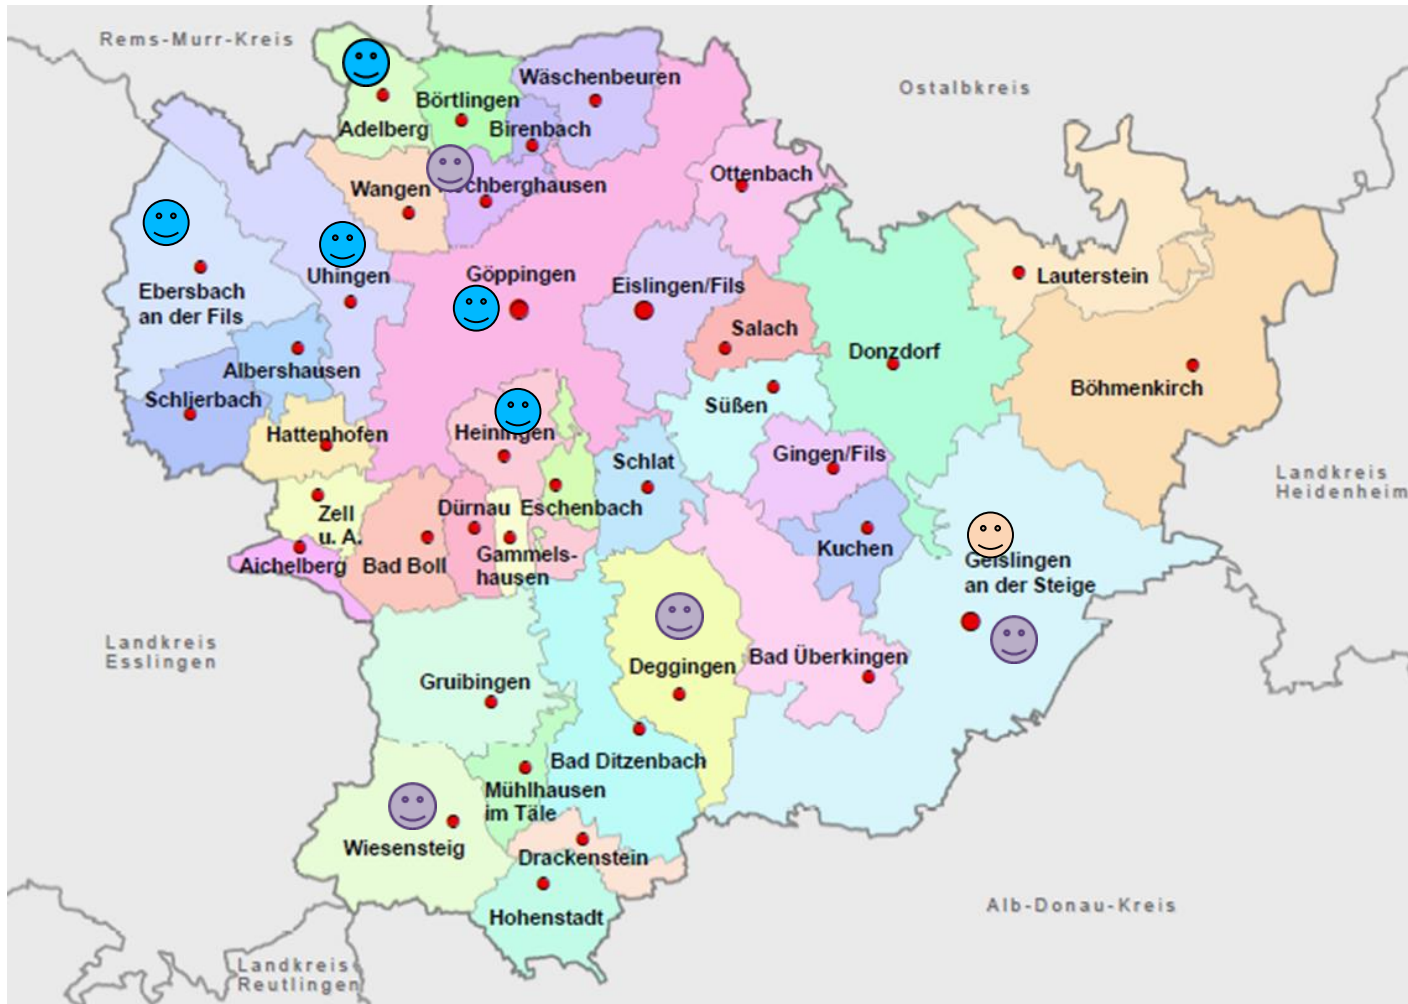 Rems-Murr-Kreis
Ostalbkreis
Wäschenbeuren
Börtlingen
Adelberg
Birenbach
Ottenbach
Wangen
chberghausen
Göppingen
Uhingen
Lauterstein
Eislingen/Fils
Ebersbach
an der Fils
Salach
Donzdorf
Albershausen
Böhmenkirch
Schlierbach
Süßen
Hattenhofen
Heiningen
Gingen/Fils
Schlat
Landkreis
Heidenheim
Dürnau
Eschenbach
Zell
u. A.
Kuchen
Gammels-
hausen
Aichelberg
Bad Boll
Geislingen
an der Steige
Landkreis
Esslingen
Bad Überkingen
Deggingen
Gruibingen
Bad Ditzenbach
Mühlhausen
im Täle
Wiesensteig
Drackenstein
Alb-Donau-Kreis
Hohenstadt
Landkreis
Reutlingen